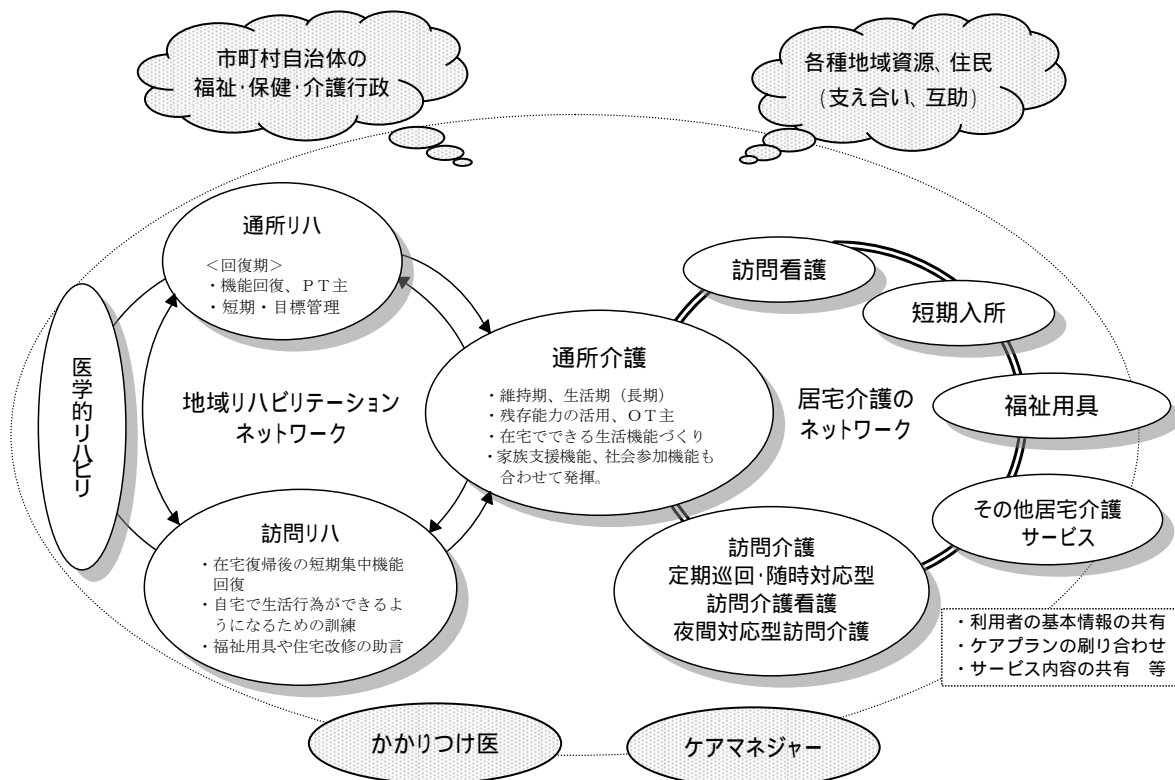 市町村自治体の
福祉・保健・介護行政
各種地域資源、住民
(支え合い、互助)
通所リハ
＜回復期＞
・機能回復、ＰＴ主
・短期・目標管理
医学的リハビリ
地域リハビリテーション
ネットワーク
訪問リハ
・在宅復帰後の短期集中機能
回復
・自宅で生活行為ができるよ
うになるための訓練
・福祉用具や住宅改修の助言
通所介護
・維持期、生活期（長期）
・残存能力の活用、ＯＴ主
・在宅でできる生活機能づくり
・家族支援機能、社会参加機能も
合わせて発揮。
訪問看護
短期入所
福祉用具
居宅介護の
ネットワーク
その他居宅介護
サービス
訪問介護
定期巡回・随時対応型
訪問介護看護
夜間対応型訪問介護
・利用者の基本情報の共有
・ケアプランの刷り合わせ
・サービス内容の共有　等
かかりつけ医
ケアマネジャー